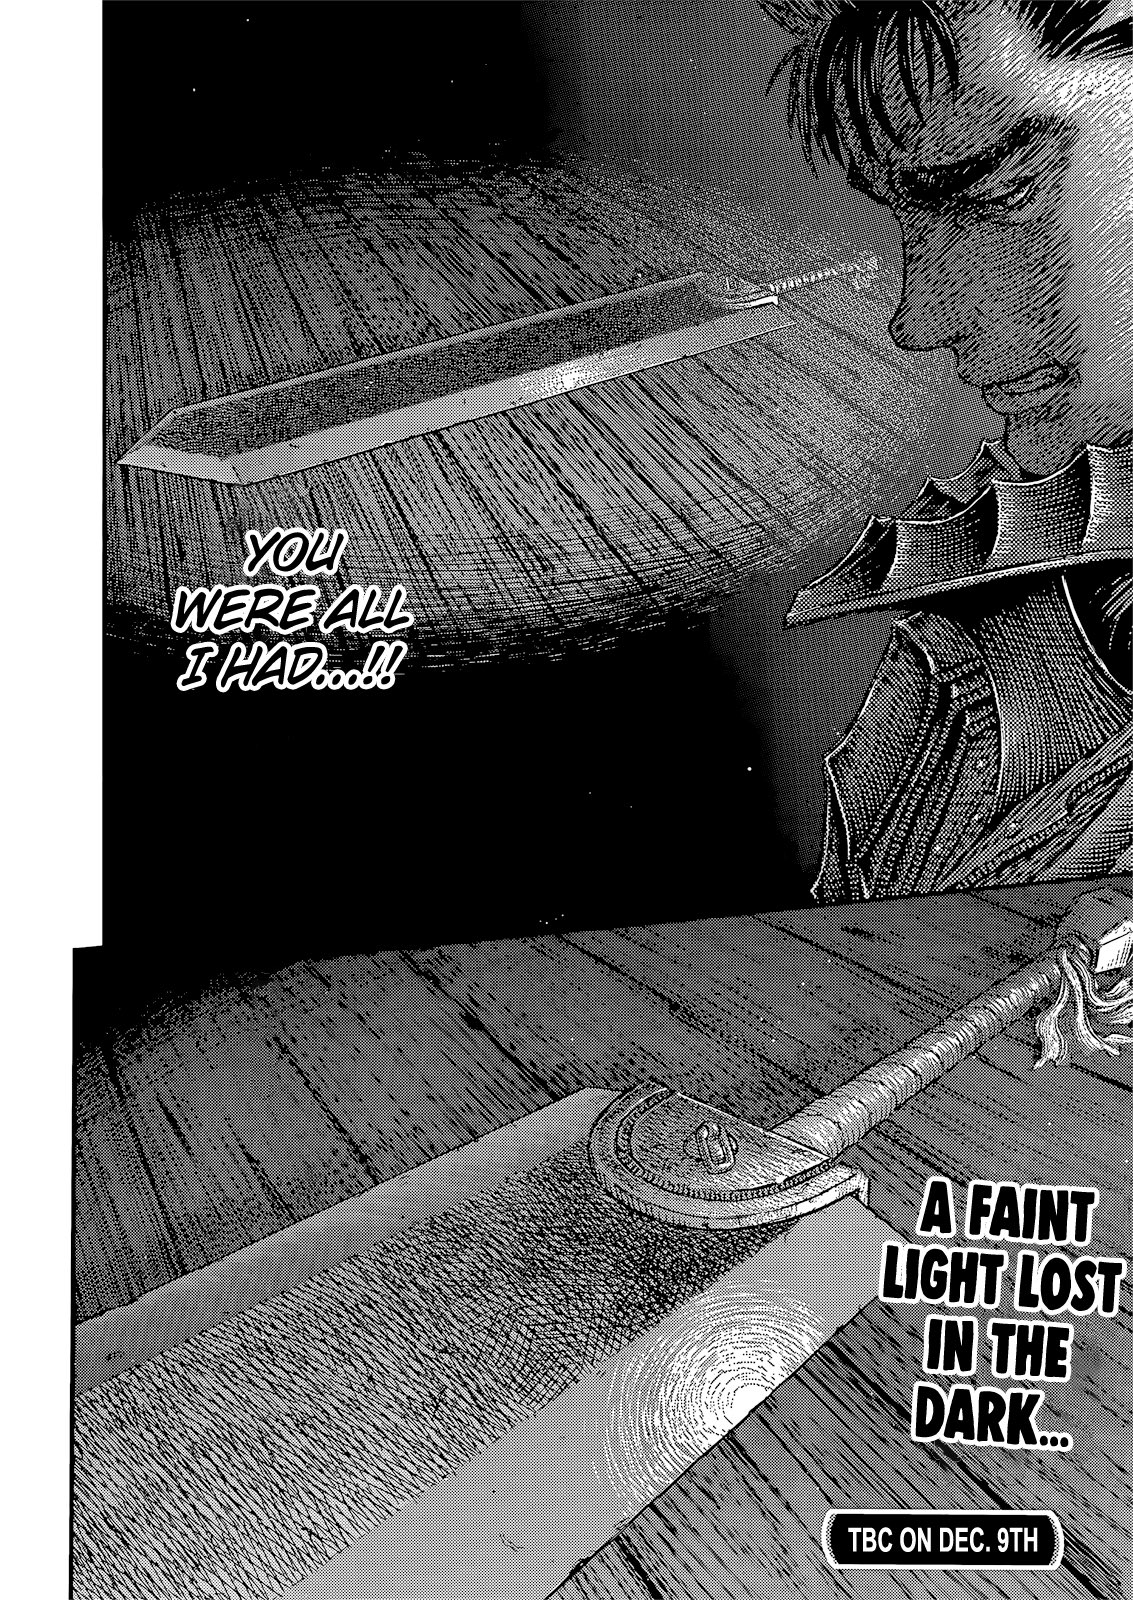 YOU
WERE ALL
I HAD...!!
A FAINT
LIGHT LOST
IN THE
DARK...
TBC ON DEC. 9TH